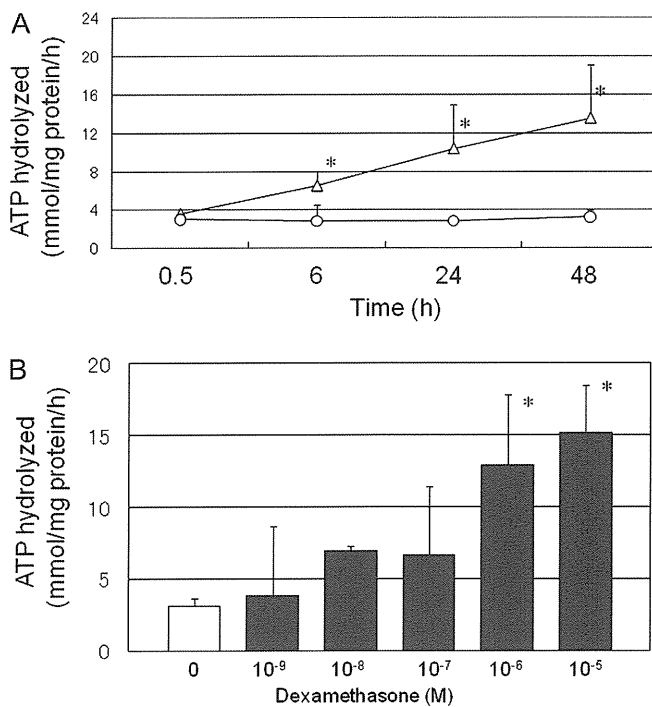 A
ATP hydrolyzed
(mmol/mg protein/h)
24
20
16
12
8
4
0
*
*
*
0.5 6 24 48
Time (h)
B
ATP hydrolyzed
(mmol/mg protein/h)
20
15
10
5
0
*
*
0 10⁻⁹ 10⁻⁸ 10⁻⁷ 10⁻⁶ 10⁻⁵
Dexamethasone (M)